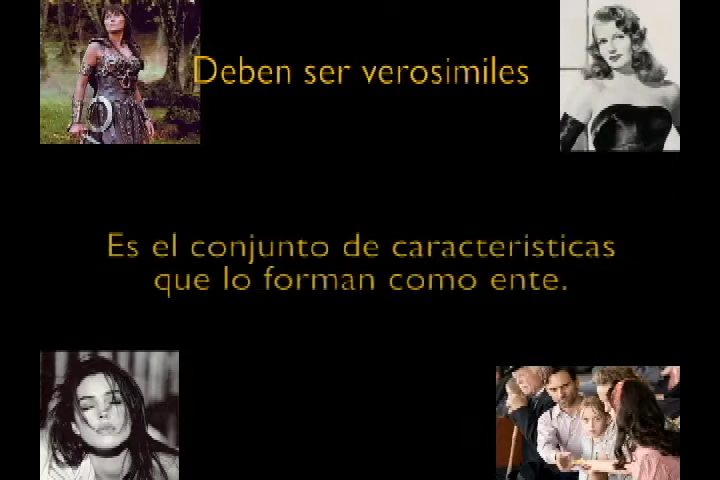 Deben ser verosimiles
Es el conjunto de caracteristicas
que lo forman como ente.